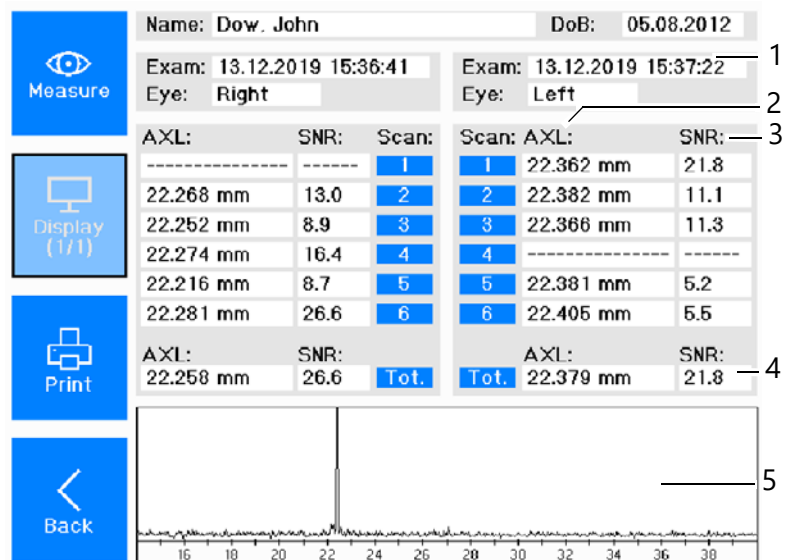 Name: Dow, John DoB: 05.08.2012
Exam: 13.12.2019 15:36:41 Exam: 13.12.2019 15:37:22 1
Measure Eye: Right Eye: Left 2
AXL: SNR: Scan: Scan: AXL: SNR: 3
--------------- ------ 1 1 22.362 mm 21.8
22.268 mm 13.0 2 2 22.382 mm 11.1
Display 22.252 mm 8.9 3 3 22.366 mm 11.3
(1/1) 22.274 mm 16.4 4 4 --------------- ------
22.216 mm 8.7 5 5 22.381 mm 5.2
22.281 mm 26.6 6 6 22.405 mm 5.5
AXL: SNR: AXL: SNR:
Print 22.258 mm 26.6 Tot. Tot. 22.379 mm 21.8 4
5
Back
16 18 20 22 24 26 28 30 32 34 36 38